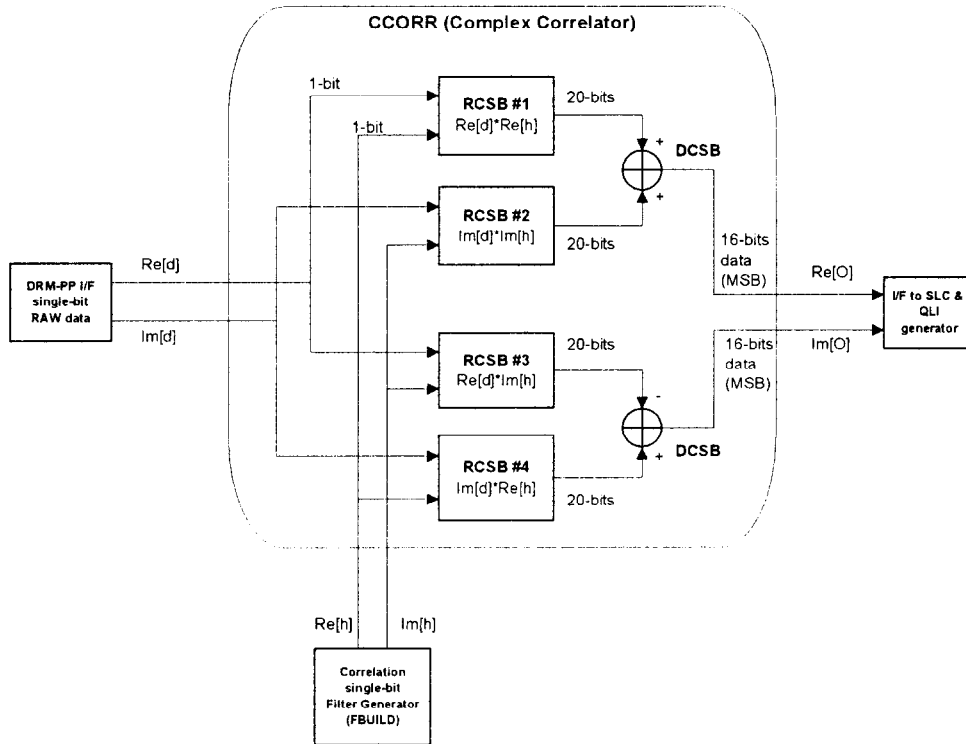 CCORR (Complex Correlator)
1-bit
1-bit
RCSB #1
Re[d]*Re[h]
20-bits
+
DCSB
+
RCSB #2
Im[d]*Im[h]
20-bits
16-bits
data
(MSB)
Re[d]
DRM-PP I/F
single-bit
RAW data
Im[d]
Re[O]
I/F to SLC &
QLI
generator
Im[O]
RCSB #3
Re[d]*Im[h]
20-bits
16-bits
data
(MSB)
-
DCSB
+
RCSB #4
Im[d]*Re[h]
20-bits
Re[h]
Im[h]
Correlation
single-bit
Filter Generator
(FBUILD)